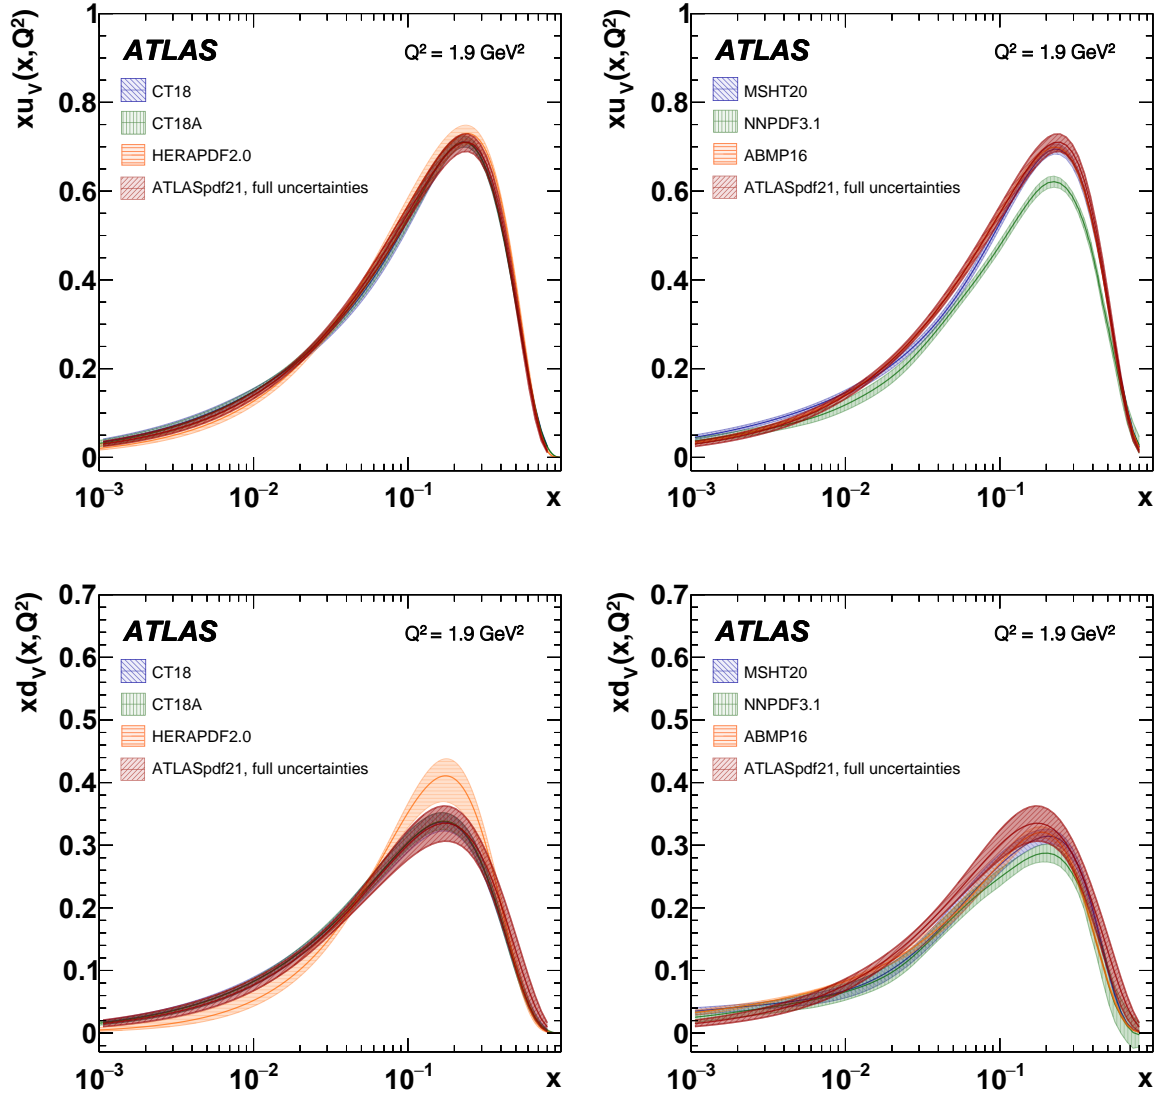 xu_V(x,Q²)
1
0.8
0.6
0.4
0.2
0
ATLAS
Q² = 1.9 GeV²
CT18
CT18A
HERAPDF2.0
ATLASpdf21, full uncertainties
10⁻³
10⁻²
10⁻¹
x
xu_V(x,Q²)
1
0.8
0.6
0.4
0.2
0
ATLAS
Q² = 1.9 GeV²
MSHT20
NNPDF3.1
ABMP16
ATLASpdf21, full uncertainties
10⁻³
10⁻²
10⁻¹
x
xd_V(x,Q²)
0.7
0.6
0.5
0.4
0.3
0.2
0.1
0
ATLAS
Q² = 1.9 GeV²
CT18
CT18A
HERAPDF2.0
ATLASpdf21, full uncertainties
10⁻³
10⁻²
10⁻¹
x
xd_V(x,Q²)
0.7
0.6
0.5
0.4
0.3
0.2
0.1
0
ATLAS
Q² = 1.9 GeV²
MSHT20
NNPDF3.1
ABMP16
ATLASpdf21, full uncertainties
10⁻³
10⁻²
10⁻¹
x